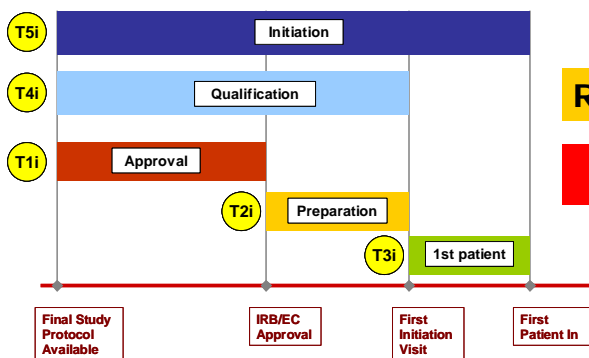 T5i
Initiation
T4i
Qualification
R
T1i
Approval
T2i
Preparation
T3i
1st patient
Final Study
Protocol
Available
IRB/EC
Approval
First
Initiation
Visit
First
Patient In